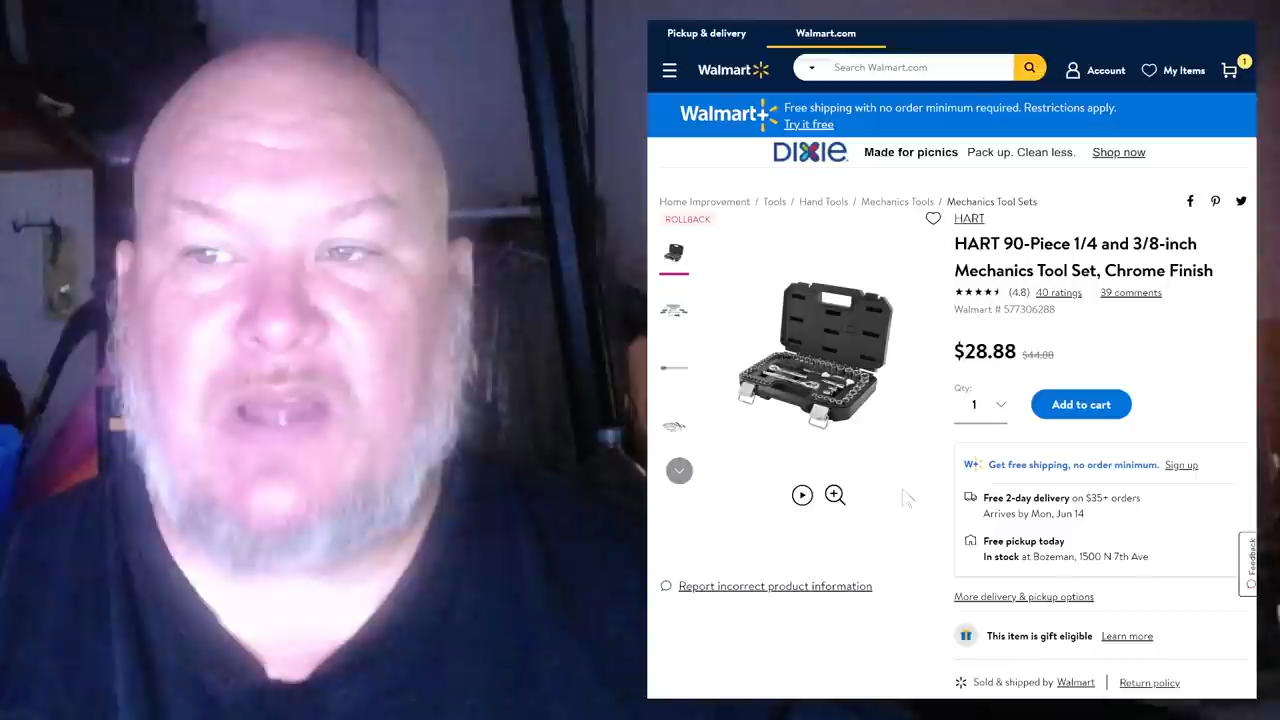 Pickup & delivery
Walmart.com
Walmart
Search Walmart.com
Account
My Items
1
Walmart+
Free shipping with no order minimum required. Restrictions apply.
Try it free
DIXIE
Made for picnics Pack up. Clean less. Shop now
Home Improvement / Tools / Hand Tools / Mechanics Tools / Mechanics Tool Sets
ROLLBACK
HART
HART 90-Piece 1/4 and 3/8-inch
Mechanics Tool Set, Chrome Finish
(4.8) 40 ratings 39 comments
Walmart # 577306288
$28.88 $44.88
Qty:
1
Add to cart
W+ Get free shipping, no order minimum. Sign up
Free 2-day delivery on $35+ orders
Arrives by Mon, Jun 14
Free pickup today
In stock at Bozeman, 1500 N 7th Ave
Feedback
Report incorrect product information
More delivery & pickup options
This item is gift eligible Learn more
Sold & shipped by Walmart | Return policy